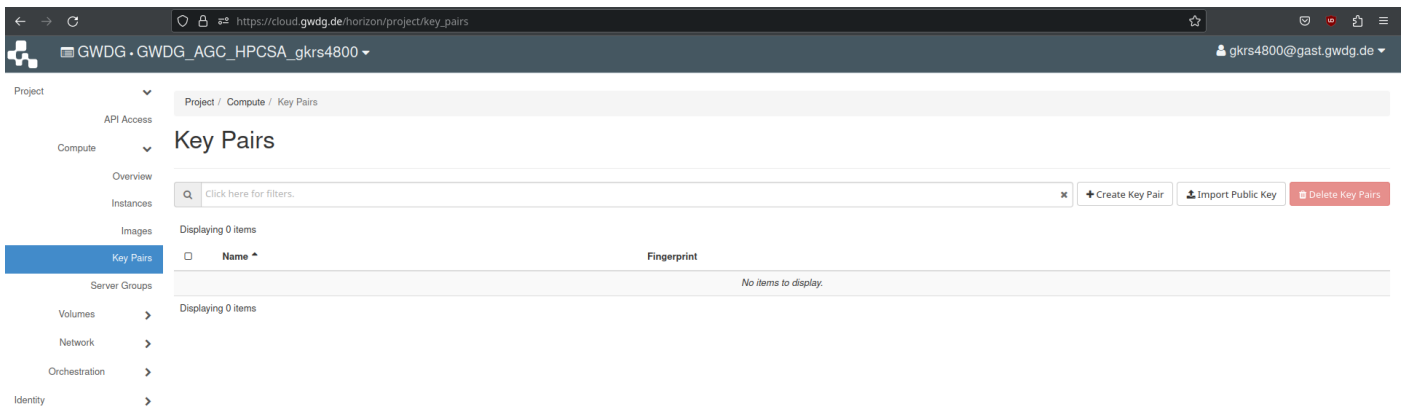 https://cloud.gwdg.de/horizon/project/key_pairs
GWDG • GWDG_AGC_HPCSA_gkrs4800
gkrs4800@gast.gwdg.de
Project
API Access
Compute
Overview
Instances
Images
Key Pairs
Server Groups
Volumes
Network
Orchestration
Identity
Project / Compute / Key Pairs
Key Pairs
Click here for filters.
Create Key Pair
Import Public Key
Delete Key Pairs
Displaying 0 items
Name Fingerprint
No items to display.
Displaying 0 items